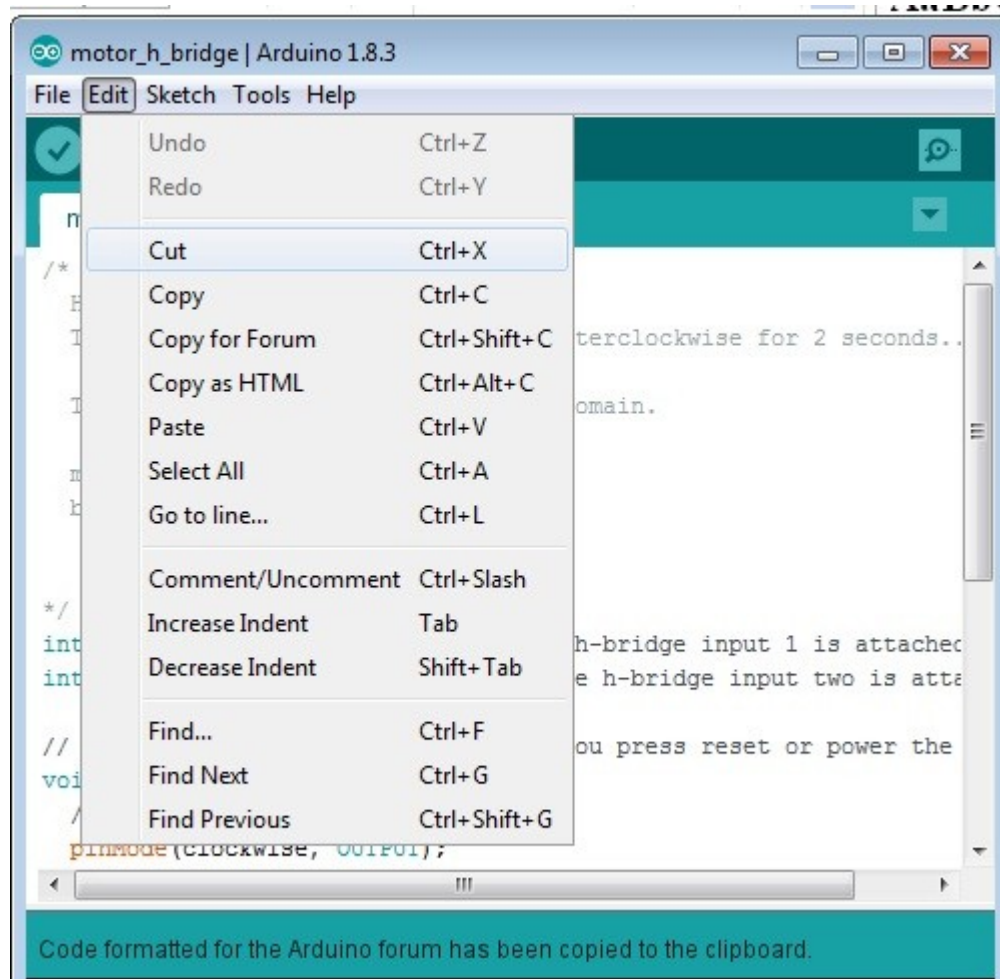 motor_h_bridge | Arduino 1.8.3
File Edit Sketch Tools Help
Undo Ctrl+Z
Redo Ctrl+Y
m
Cut Ctrl+X
/*
Copy Ctrl+C
Copy for Forum Ctrl+Shift+C terclockwise for 2 seconds..
Copy as HTML Ctrl+Alt+C
T omain.
Paste Ctrl+V
Select All Ctrl+A
m
b
Go to line... Ctrl+L
Comment/Uncomment Ctrl+Slash
*/
Increase Indent Tab
int h-bridge input 1 is attached
Decrease Indent Shift+Tab
int e h-bridge input two is atta
Find... Ctrl+F
// ou press reset or power the
Find Next Ctrl+G
voi
/
Find Previous Ctrl+Shift+G
pinMode(clockwise, OUTPUT);
Code formatted for the Arduino forum has been copied to the clipboard.